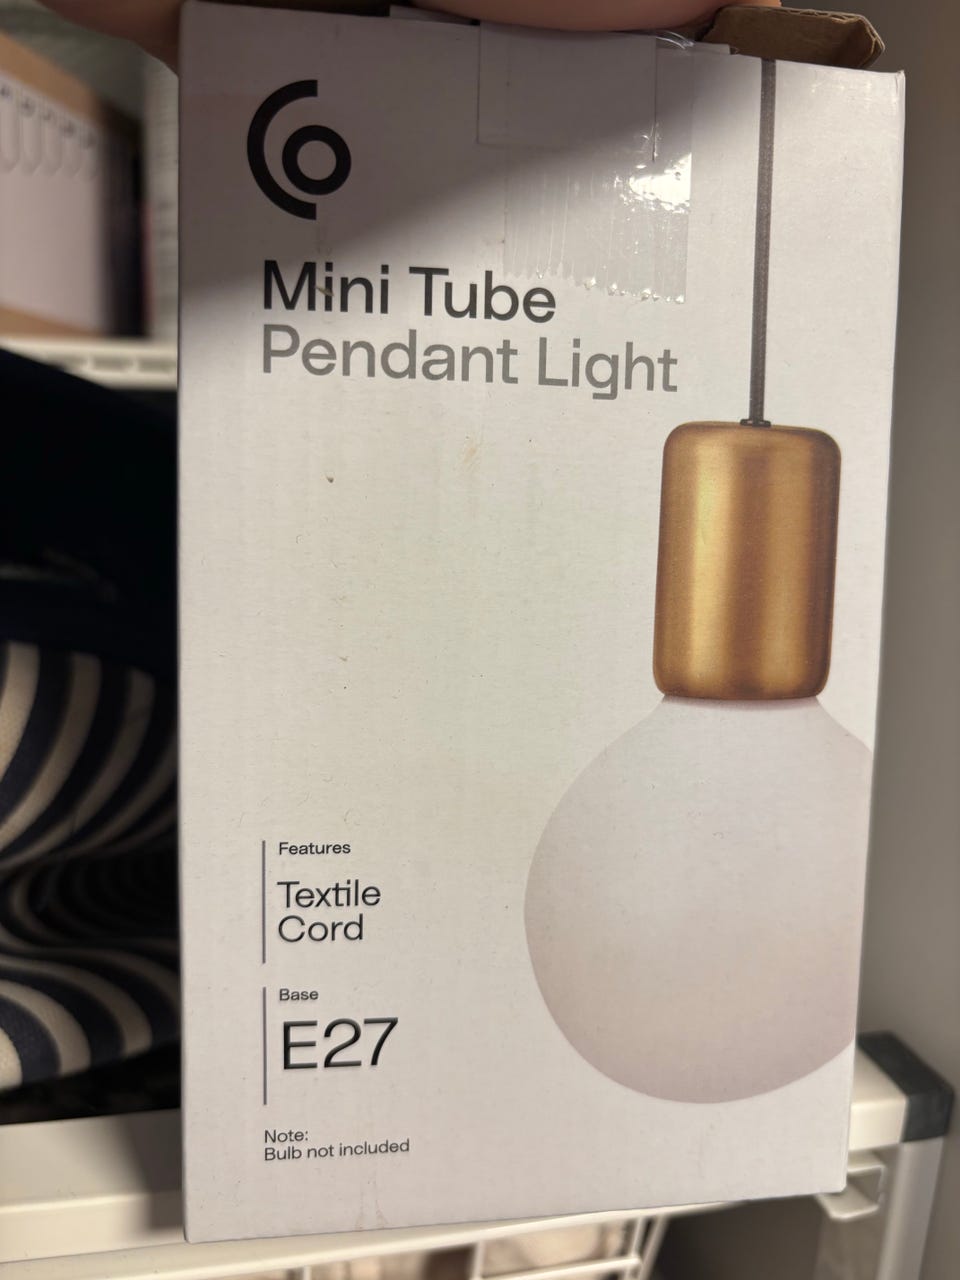 Mini Tube
Pendant Light
Features
Textile
Cord
Base
E27
Note:
Bulb not included